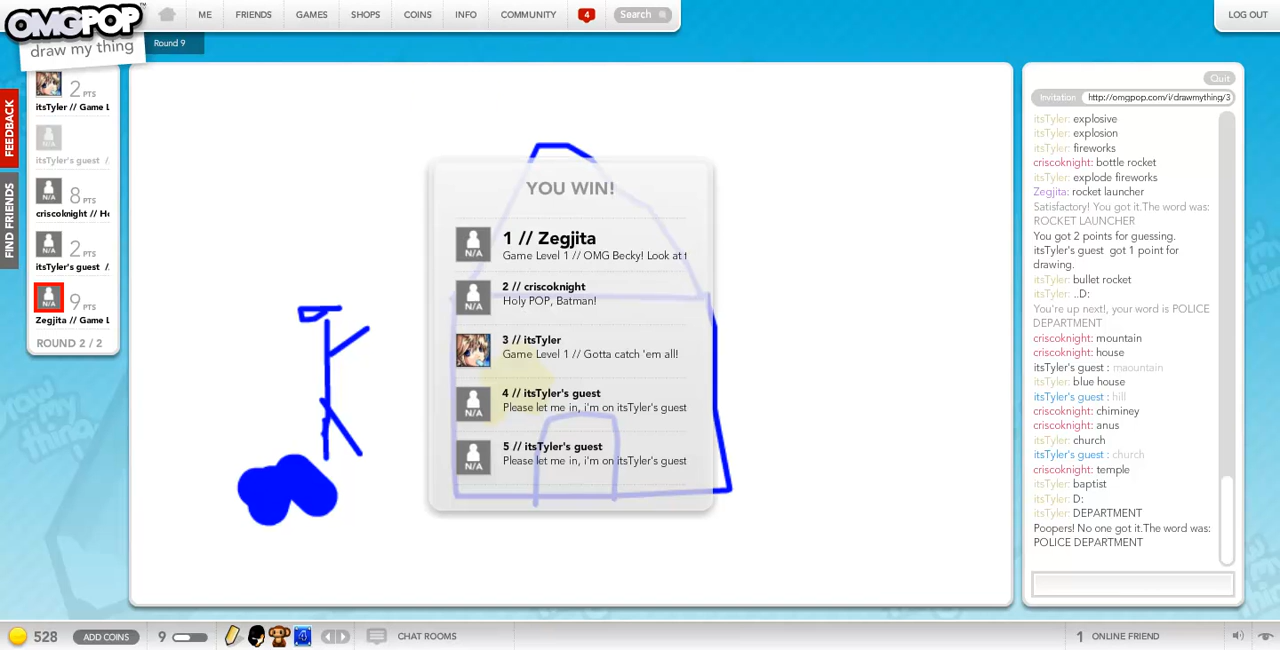 OMGPOP™
draw my thing
ME
FRIENDS
GAMES
SHOPS
COINS
INFO
COMMUNITY
4
Search
LOG OUT
Round 9
FEEDBACK
FIND FRIENDS
2 PTS
itsTyler // Game L
itsTyler's guest /
8 PTS
N/A
criscoknight // Ho
2 PTS
N/A
itsTyler's guest //
9 PTS
N/A
Zegjita // Game L
ROUND 2 / 2
YOU WIN!
N/A
1 // Zegjita
Game Level 1 // OMG Becky! Look at t
N/A
2 // criscoknight
Holy POP, Batman!
3 // itsTyler
Game Level 1 // Gotta catch 'em all!
N/A
4 // itsTyler's guest
Please let me in, i'm on itsTyler's guest
N/A
5 // itsTyler's guest
Please let me in, i'm on itsTyler's guest
Quit
Invitation http://omgpop.com/i/drawmything/3
itsTyler: explosive
itsTyler: explosion
itsTyler: fireworks
criscoknight: bottle rocket
itsTyler: explode fireworks
Zegjita: rocket launcher
Satisfactory! You got it.The word was:
ROCKET LAUNCHER
You got 2 points for guessing.
itsTyler's guest  got 1 point for
drawing.
itsTyler: bullet rocket
itsTyler: ..D:
You're up next!, your word is POLICE
DEPARTMENT
criscoknight: mountain
criscoknight: house
itsTyler's guest : maountain
itsTyler: blue house
itsTyler's guest : hill
criscoknight: chiminey
criscoknight: anus
itsTyler: church
itsTyler's guest : church
criscoknight: temple
itsTyler: baptist
itsTyler: D:
itsTyler: DEPARTMENT
Poopers! No one got it.The word was:
POLICE DEPARTMENT
528
ADD COINS
9
4
CHAT ROOMS
1 ONLINE FRIEND